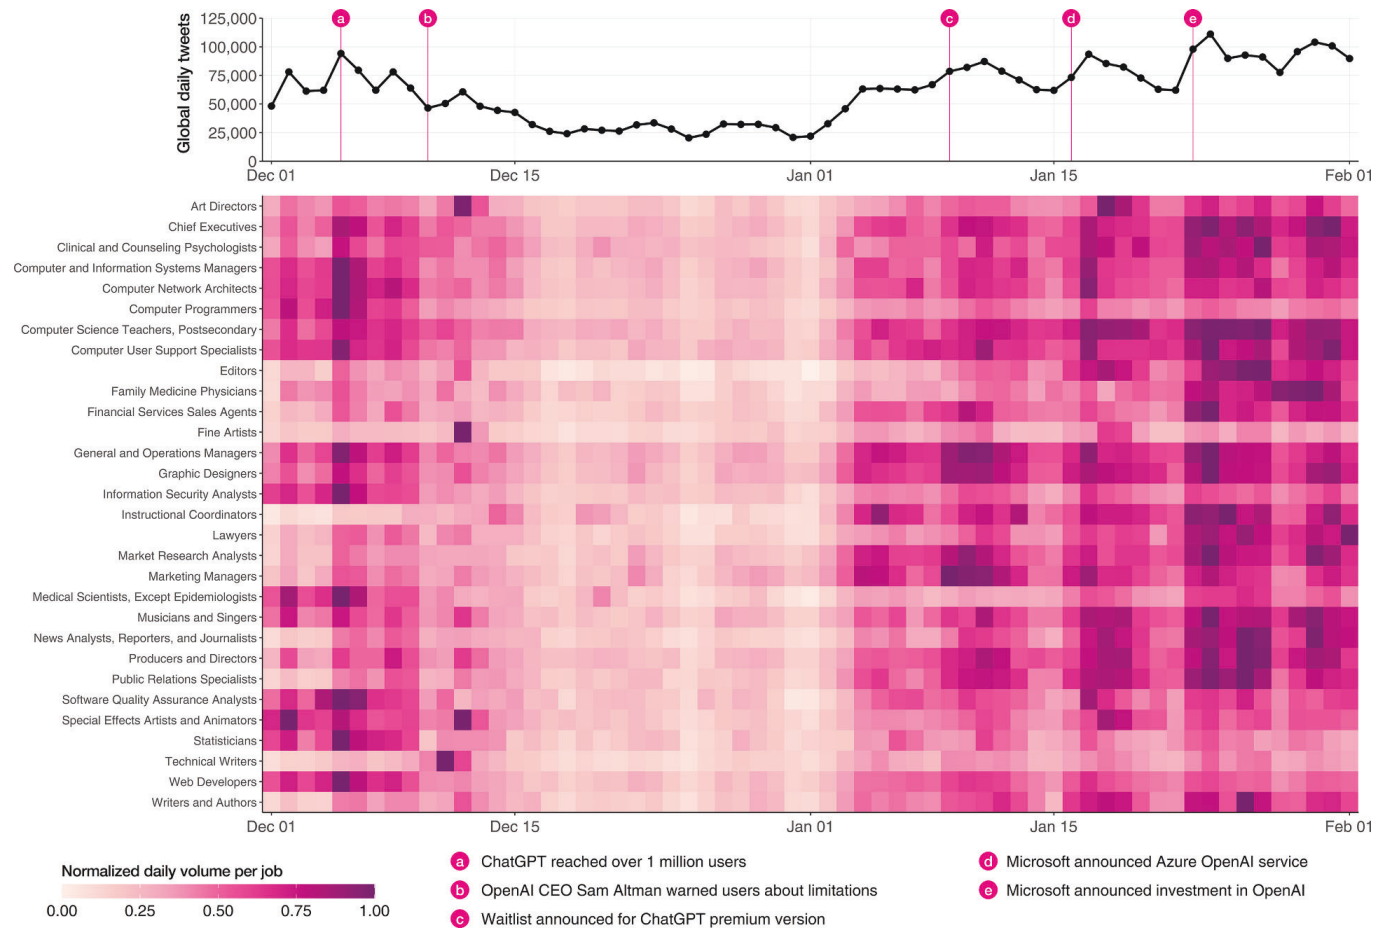 a b c d e
Global daily tweets
125,000
100,000
75,000
50,000
25,000
0
Dec 01 Dec 15 Jan 01 Jan 15 Feb 01
Art Directors
Chief Executives
Clinical and Counseling Psychologists
Computer and Information Systems Managers
Computer Network Architects
Computer Programmers
Computer Science Teachers, Postsecondary
Computer User Support Specialists
Editors
Family Medicine Physicians
Financial Services Sales Agents
Fine Artists
General and Operations Managers
Graphic Designers
Information Security Analysts
Instructional Coordinators
Lawyers
Market Research Analysts
Marketing Managers
Medical Scientists, Except Epidemiologists
Musicians and Singers
News Analysts, Reporters, and Journalists
Producers and Directors
Public Relations Specialists
Software Quality Assurance Analysts
Special Effects Artists and Animators
Statisticians
Technical Writers
Web Developers
Writers and Authors
Dec 01 Dec 15 Jan 01 Jan 15 Feb 01
Normalized daily volume per job
0.00 0.25 0.50 0.75 1.00
a ChatGPT reached over 1 million users
b OpenAI CEO Sam Altman warned users about limitations
c Waitlist announced for ChatGPT premium version
d Microsoft announced Azure OpenAI service
e Microsoft announced investment in OpenAI